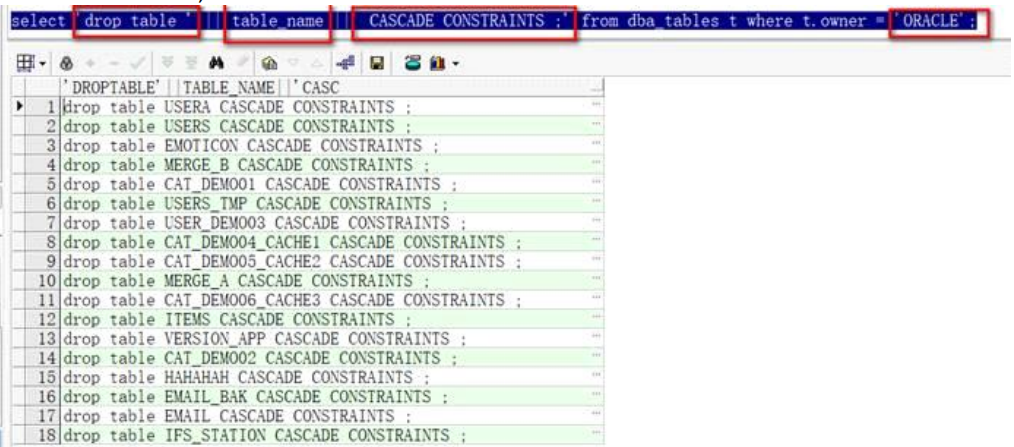 select 'drop table ' || table_name || ' CASCADE CONSTRAINTS ;' from dba_tables t where t.owner = 'ORACLE';
'DROPTABLE'||TABLE_NAME||'CASC
1 drop table USERA CASCADE CONSTRAINTS ;
2 drop table USERS CASCADE CONSTRAINTS ;
3 drop table EMOTICON CASCADE CONSTRAINTS ;
4 drop table MERGE_B CASCADE CONSTRAINTS ;
5 drop table CAT_DEMO01 CASCADE CONSTRAINTS ;
6 drop table USERS_TMP CASCADE CONSTRAINTS ;
7 drop table USER_DEMO03 CASCADE CONSTRAINTS ;
8 drop table CAT_DEMO04_CACHE1 CASCADE CONSTRAINTS ;
9 drop table CAT_DEMO05_CACHE2 CASCADE CONSTRAINTS ;
10 drop table MERGE_A CASCADE CONSTRAINTS ;
11 drop table CAT_DEMO06_CACHE3 CASCADE CONSTRAINTS ;
12 drop table ITEMS CASCADE CONSTRAINTS ;
13 drop table VERSION_APP CASCADE CONSTRAINTS ;
14 drop table CAT_DEMO02 CASCADE CONSTRAINTS ;
15 drop table HAHAHAH CASCADE CONSTRAINTS ;
16 drop table EMAIL_BAK CASCADE CONSTRAINTS ;
17 drop table EMAIL CASCADE CONSTRAINTS ;
18 drop table IFS_STATION CASCADE CONSTRAINTS ;